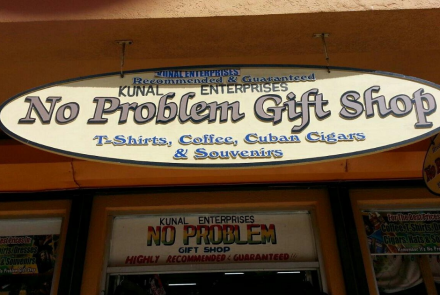 KUNAL ENTERPRISES
Recommended & Guaranteed
KUNAL ENTERPRISES
No Problem Gift Shop
T-Shirts, Coffee, Cuban Cigars
& Souvenirs
KUNAL ENTERPRISES
NO PROBLEM
GIFT SHOP
HIGHLY RECOMMENDED & GUARANTEED